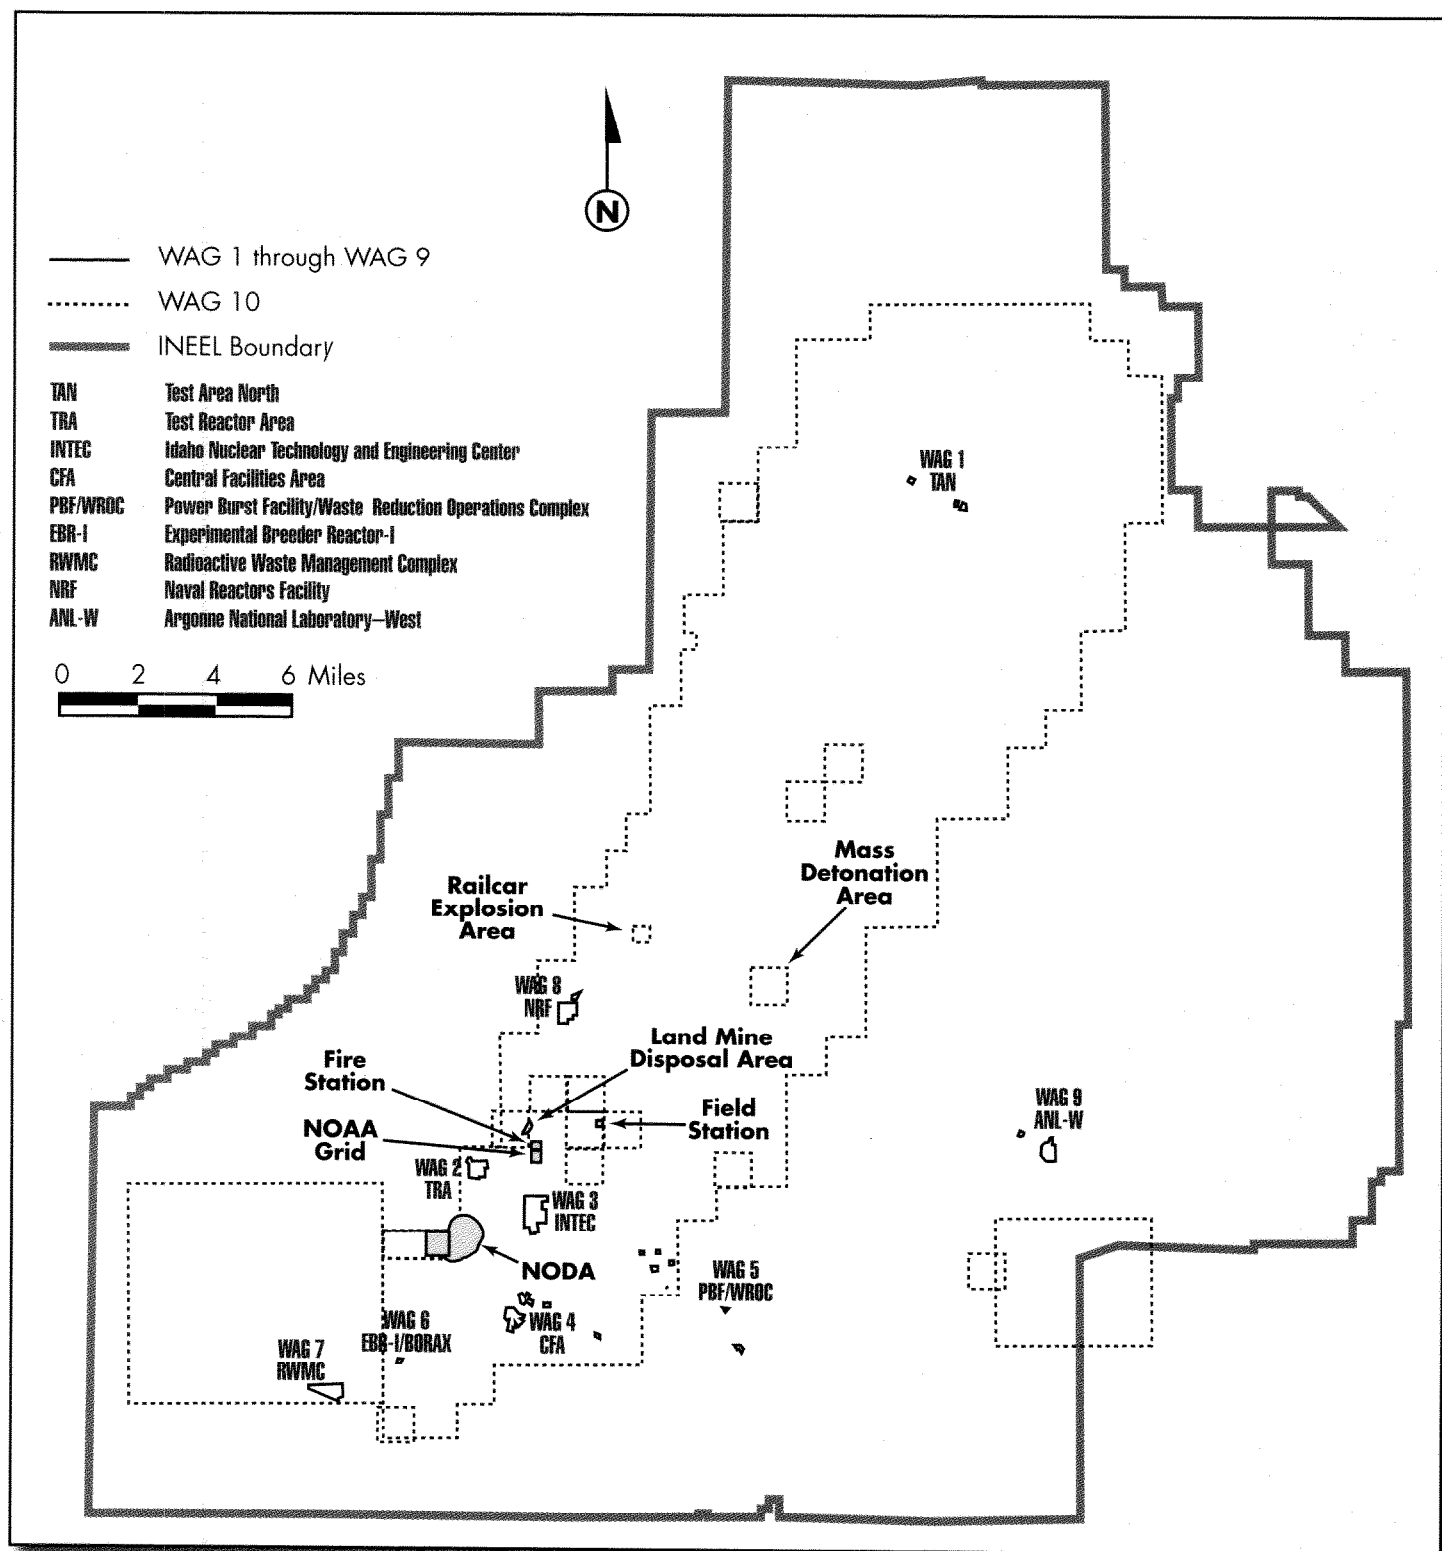 N
WAG 1 through WAG 9
WAG 10
INEEL Boundary
TAN Test Area North
TRA Test Reactor Area
INTEC Idaho Nuclear Technology and Engineering Center
CFA Central Facilities Area
PBF/WROC Power Burst Facility/Waste Reduction Operations Complex
EBR-I Experimental Breeder Reactor-I
RWMC Radioactive Waste Management Complex
NRF Naval Reactors Facility
ANL-W Argonne National Laboratory–West
0 2 4 6 Miles
WAG 1
TAN
Mass
Detonation
Area
Railcar
Explosion
Area
WAG 8
NRF
Land Mine
Disposal Area
Fire
Station
Field
Station
NOAA
Grid
WAG 9
ANL-W
WAG 2
TRA
WAG 3
INTEC
NODA
WAG 5
PBF/WROC
WAG 6
EBR-I/BORAX
WAG 4
CFA
WAG 7
RWMC